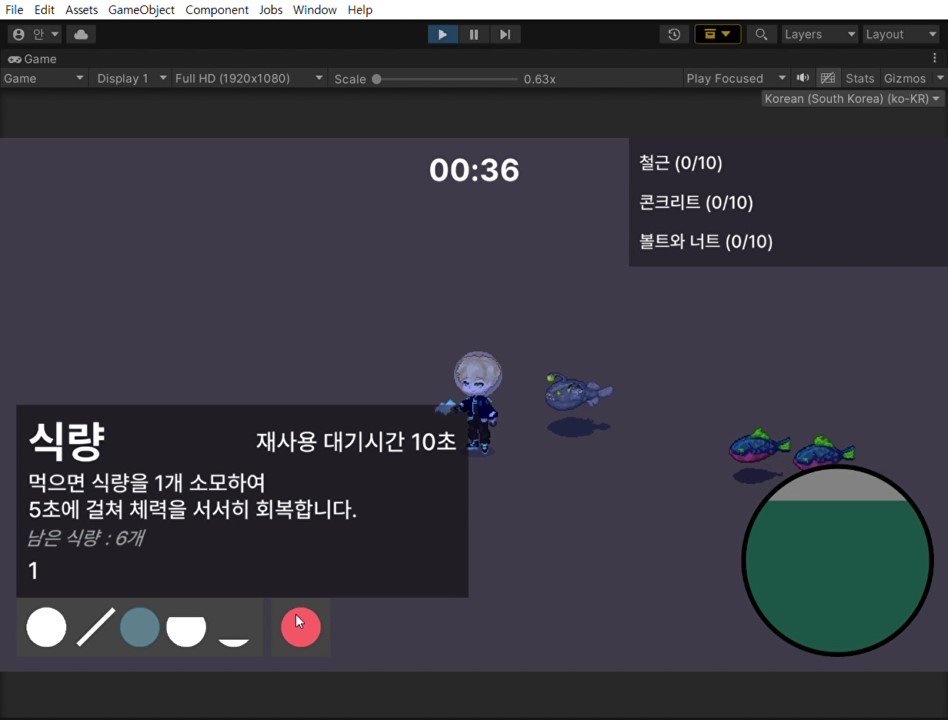 File Edit Assets GameObject Component Jobs Window Help
안 Layers Layout
Game
Game Display 1 Full HD (1920x1080) Scale 0.63x Play Focused Stats Gizmos
Korean (South Korea) (ko-KR)
00:36
철근 (0/10)
콘크리트 (0/10)
볼트와 너트 (0/10)
식량 재사용 대기시간 10초
먹으면 식량을 1개 소모하여
5초에 걸쳐 체력을 서서히 회복합니다.
남은 식량 : 6개
1